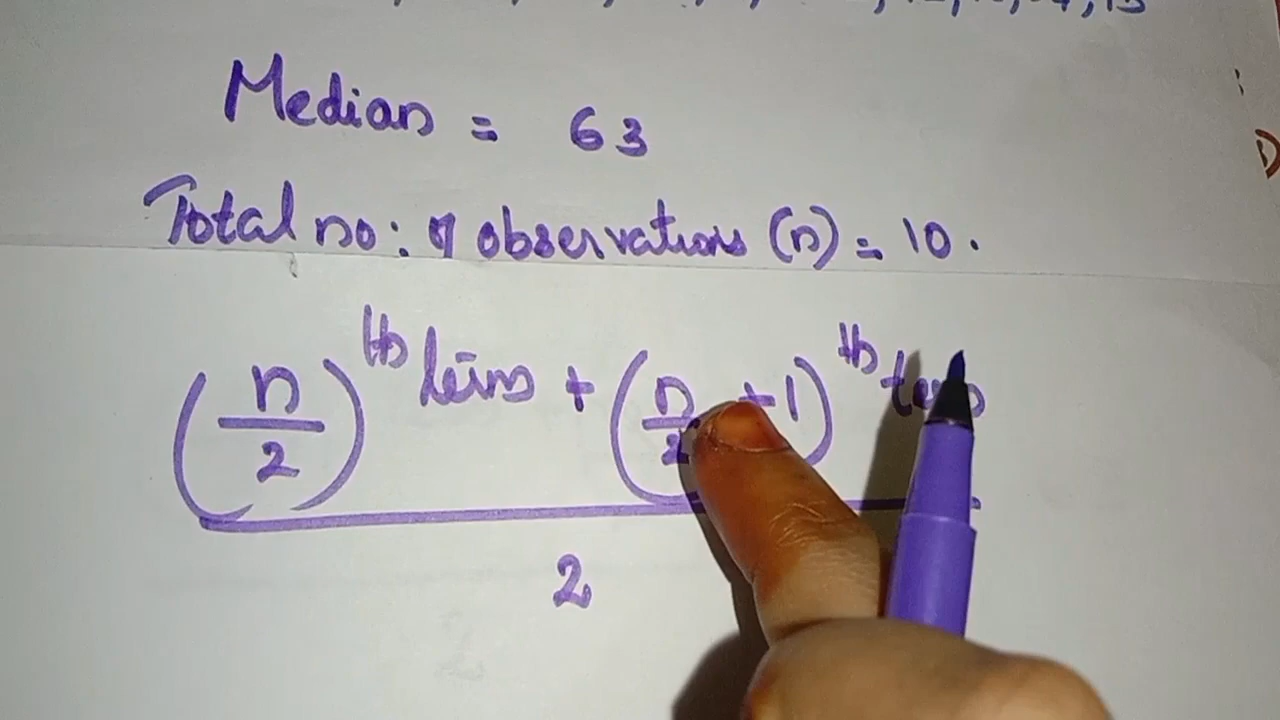 Median = 63
Total no: of observations (n) = 10.
(n/2)th term + (n/2 +1)th term
2